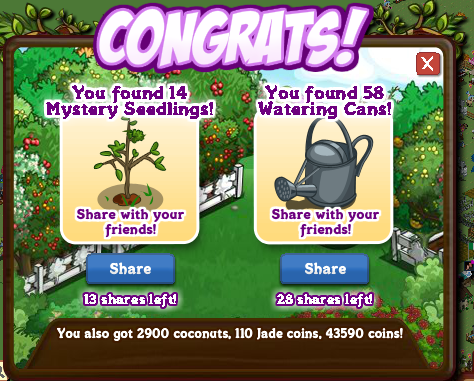 CONGRATS!
You found 14
Mystery Seedlings!
Share with your
friends!
Share
13 shares left!
You found 58
Watering Cans!
Share with your
friends!
Share
28 shares left!
You also got 2900 coconuts, 110 Jade coins, 43590 coins!